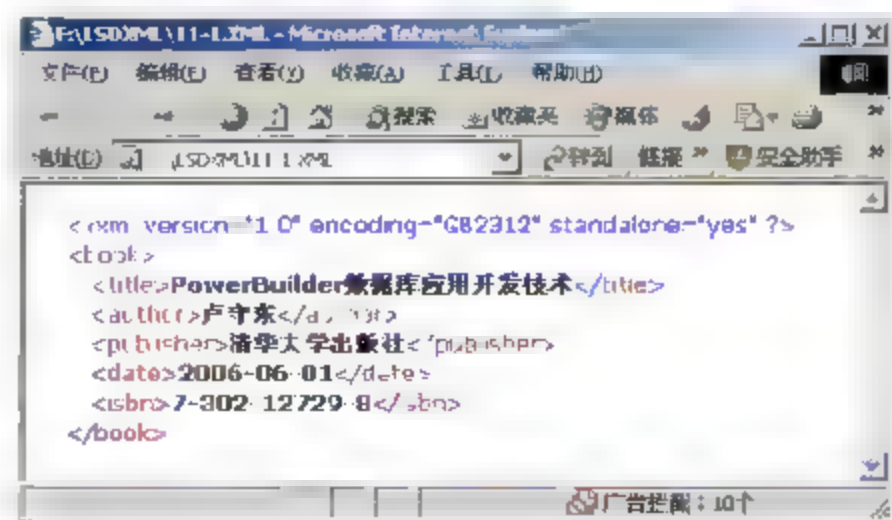 E:\LSDXML\11-1.XML - Microsoft Internet
文件(F) 编辑(E) 查看(V) 收藏(A) 工具(T) 帮助(H)
搜索 收藏夹 媒体 »
地址(D) \LSDXML\11-1.XML 转到 链接 » 安全助手 »
<?xml version="1.0" encoding="GB2312" standalone="yes" ?>
<book>
<title>PowerBuilder数据库应用开发技术</title>
<author>卢守东</author>
<publisher>清华大学出版社</publisher>
<date>2006-06-01</date>
<isbn>7-302-12729-8</isbn>
</book>
广告拦截：10个